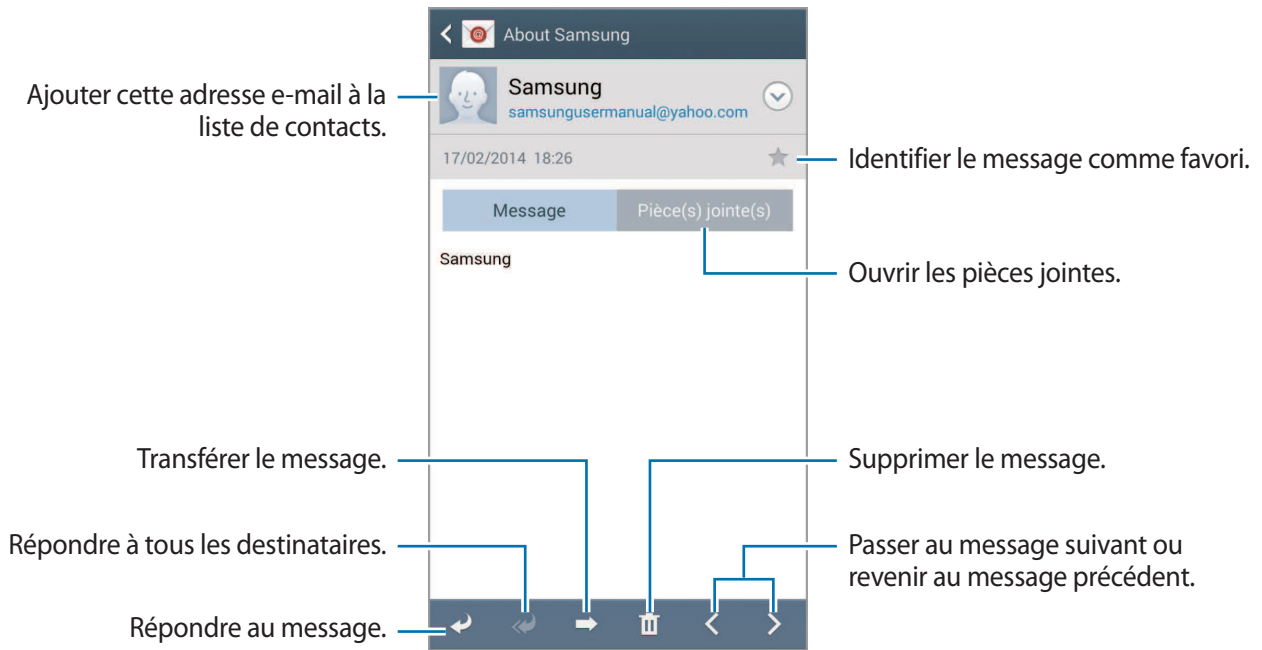 About Samsung
Ajouter cette adresse e-mail à la
liste de contacts.
Samsung
samsungusermanual@yahoo.com
17/02/2014 18:26
Identifier le message comme favori.
Message
Pièce(s) jointe(s)
Samsung
Ouvrir les pièces jointes.
Transférer le message.
Supprimer le message.
Répondre à tous les destinataires.
Passer au message suivant ou
revenir au message précédent.
Répondre au message.